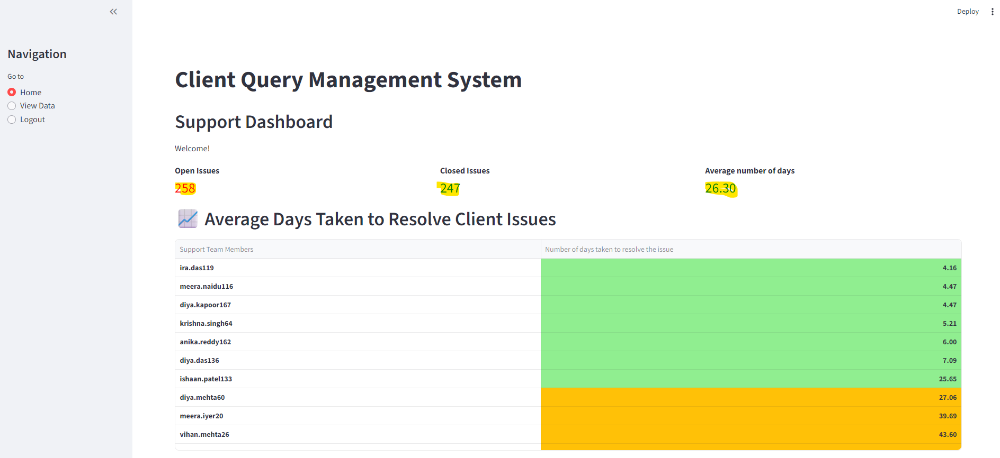 Deploy
Navigation
Go to
Home
View Data
Logout
Client Query Management System
Support Dashboard
Welcome!
Open Issues Closed Issues Average number of days
258 247 26.30
Average Days Taken to Resolve Client Issues
Support Team Members Number of days taken to resolve the issue
ira.das119 4.16
meera.naidu116 4.47
diya.kapoor167 4.47
krishna.singh64 5.21
anika.reddy162 6.00
diya.das136 7.09
ishaan.patel133 25.65
diya.mehta60 27.06
meera.iyer20 39.69
vihan.mehta26 43.60